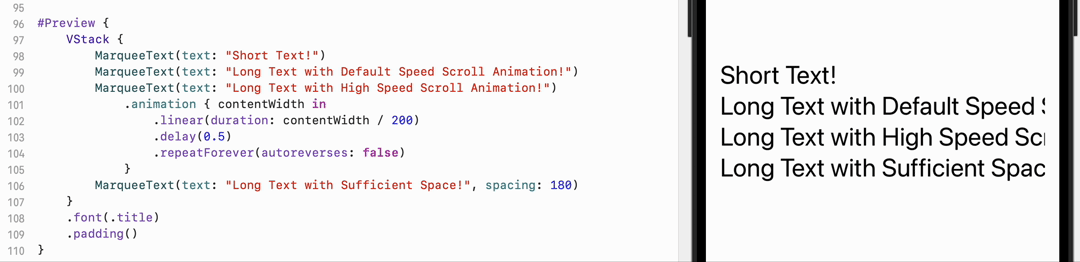 95
96 #Preview {
97 VStack {
98 MarqueeText(text: "Short Text!")
99 MarqueeText(text: "Long Text with Default Speed Scroll Animation!")
100 MarqueeText(text: "Long Text with High Speed Scroll Animation!")
101 .animation { contentWidth in
102 .linear(duration: contentWidth / 200)
103 .delay(0.5)
104 .repeatForever(autoreverses: false)
105 }
106 MarqueeText(text: "Long Text with Sufficient Space!", spacing: 180)
107 }
108 .font(.title)
109 .padding()
110 }
Short Text!
Long Text with Default Speed S
Long Text with High Speed Scr
Long Text with Sufficient Spac